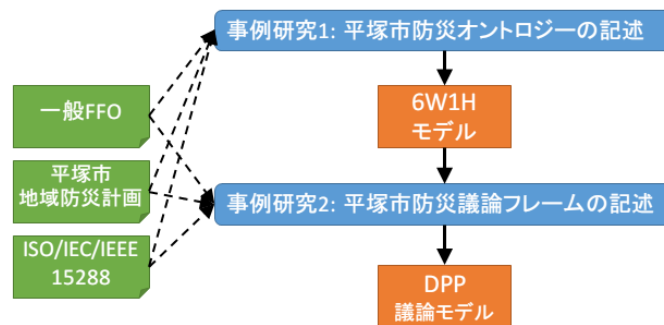 事例研究1: 平塚市防災オントロジーの記述
一般FFO
6W1H
モデル
平塚市
地域防災計画
事例研究2: 平塚市防災議論フレームの記述
ISO/IEC/IEEE
15288
DPP
議論モデル